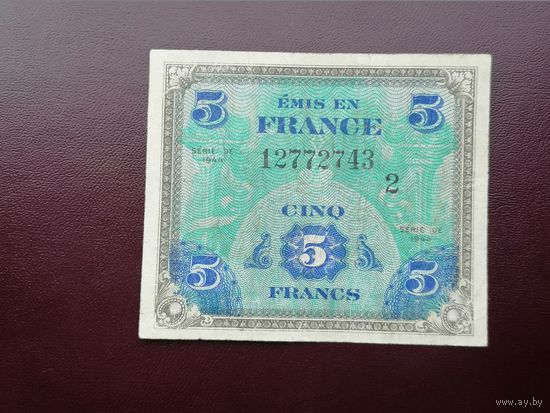 5 ÉMIS EN 5
FRANCE
SÉRIE DE
1944
12772743
2
CINQ
SÉRIE DE
1944
5 5 5
FRANCS
www.ay.by